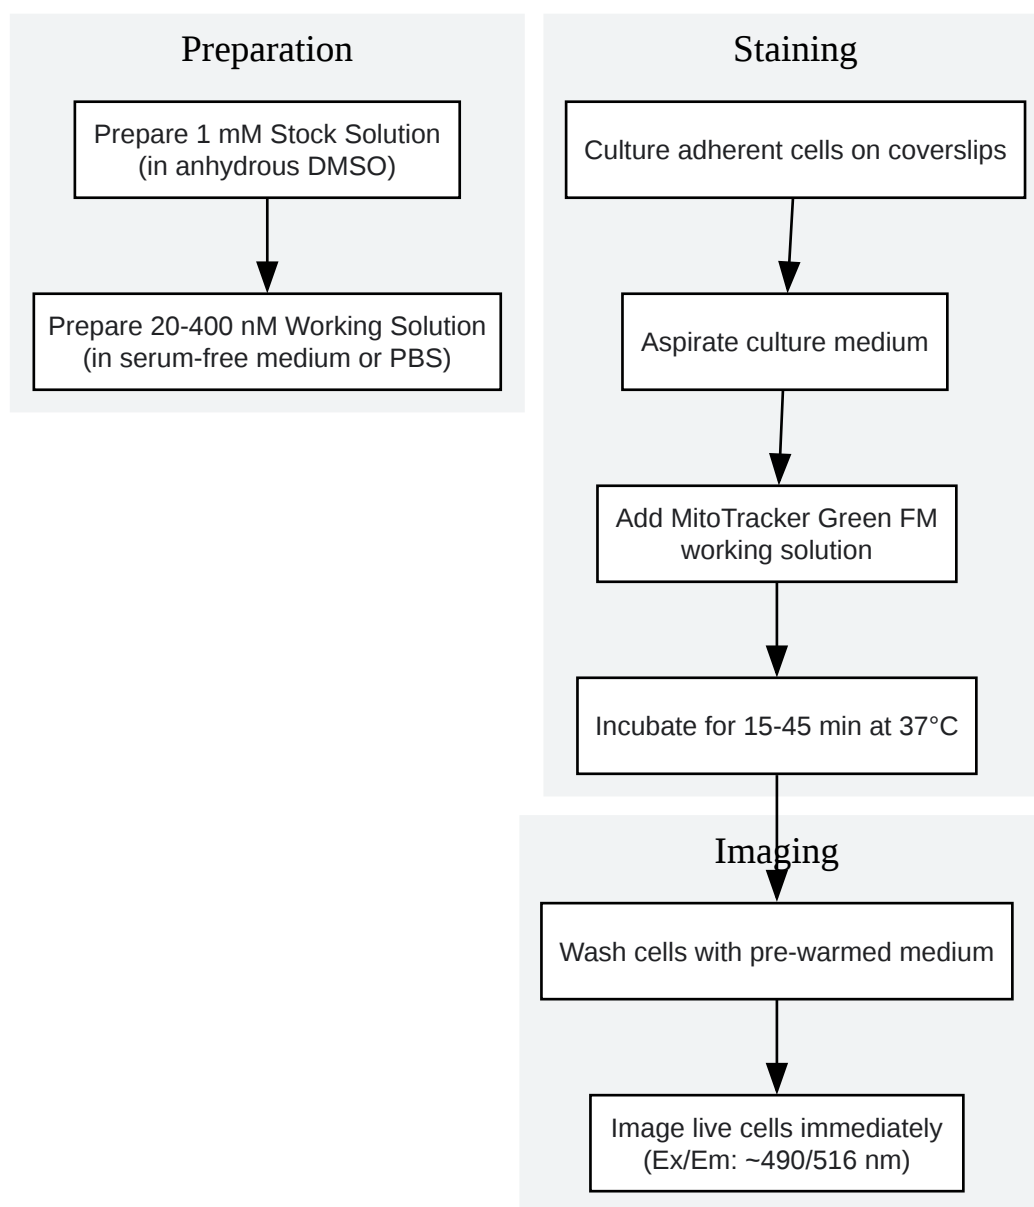 Preparation
Prepare 1 mM Stock Solution
(in anhydrous DMSO)
Prepare 20-400 nM Working Solution
(in serum-free medium or PBS)
Staining
Culture adherent cells on coverslips
Aspirate culture medium
Add MitoTracker Green FM
working solution
Incubate for 15-45 min at 37°C
Imaging
Wash cells with pre-warmed medium
Image live cells immediately
(Ex/Em: ~490/516 nm)